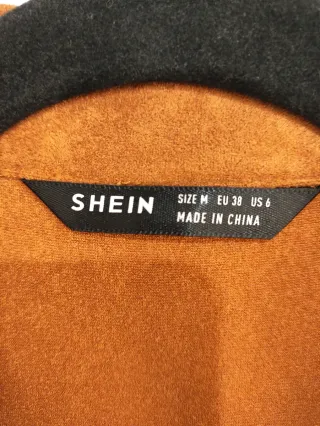 SHEIN
SIZE M EU 38 US 6
MADE IN CHINA